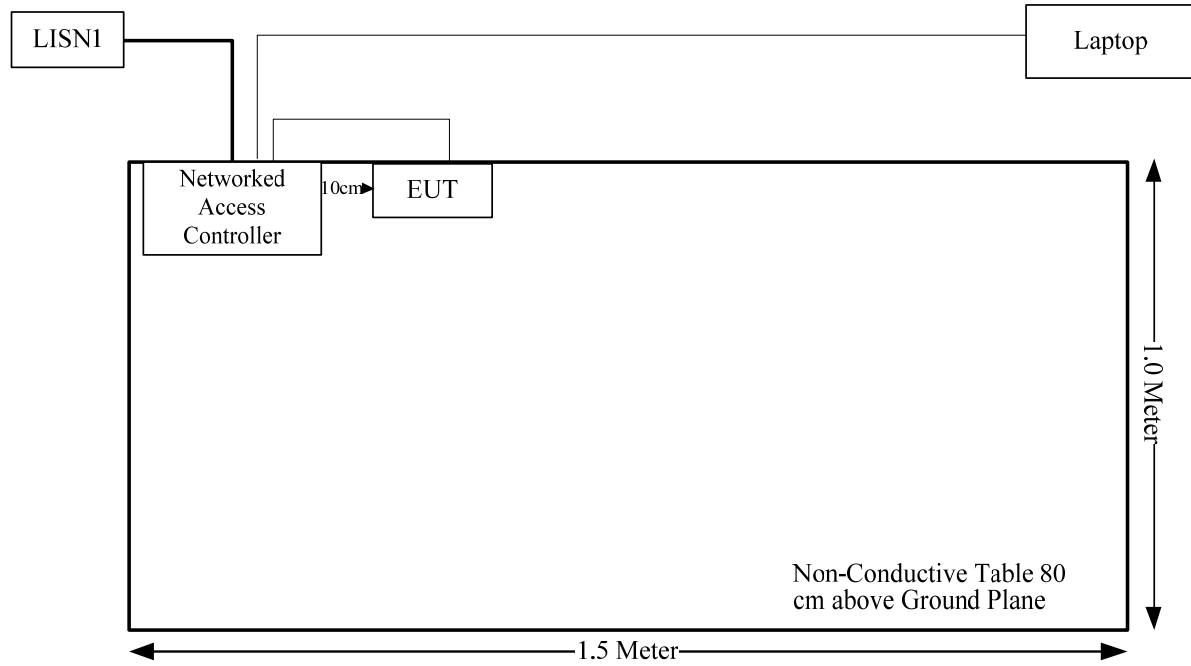 LISN1
Laptop
Networked
Access
Controller
10cm
EUT
1.0 Meter
Non-Conductive Table 80
cm above Ground Plane
1.5 Meter